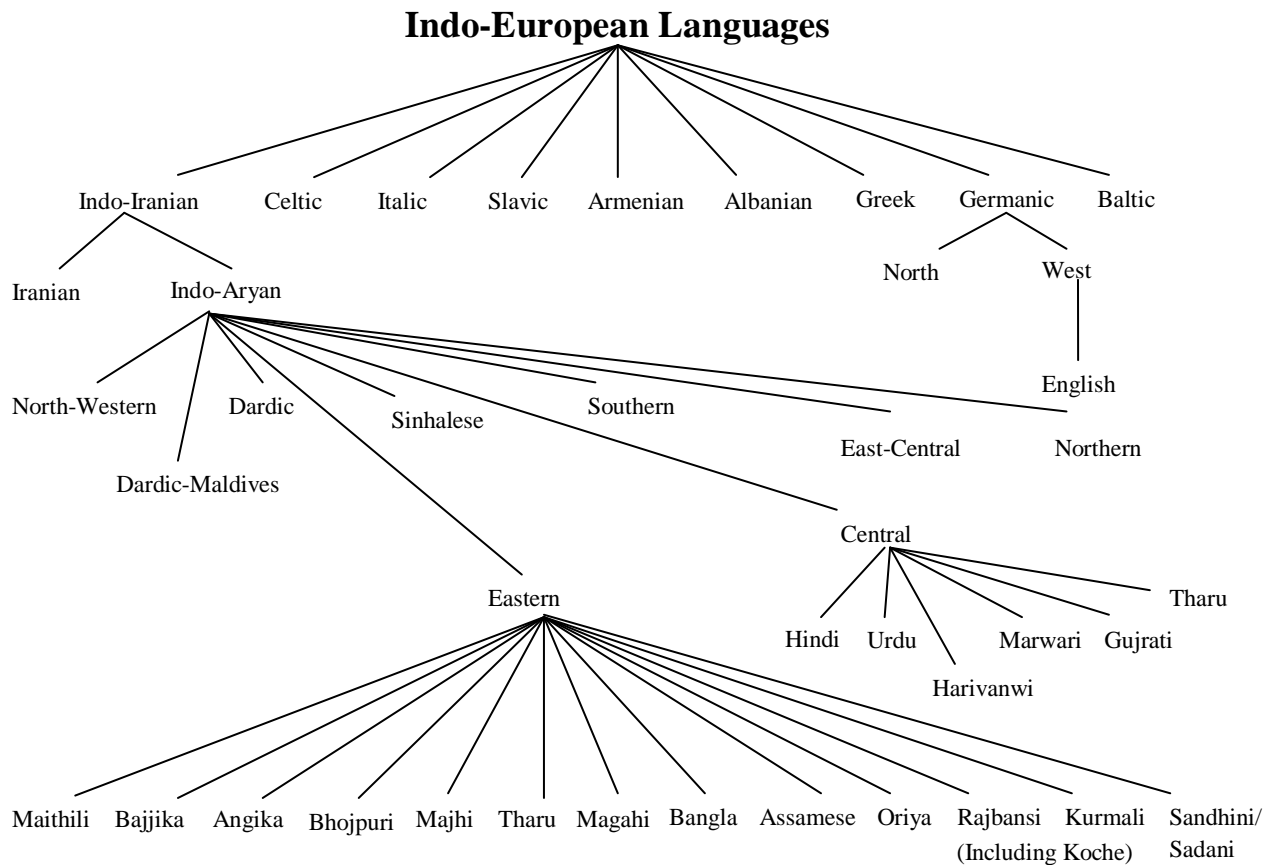 Indo-European Languages
Indo-Iranian Celtic Italic Slavic Armenian Albanian Greek Germanic Baltic
North West
Iranian Indo-Aryan
English
North-Western Dardic Sinhalese Southern
East-Central Northern
Dardic-Maldives
Central
Eastern
Tharu
Hindi Urdu Marwari Gujrati
Harivanwi
Maithili Bajjika Angika Bhojpuri Majhi Tharu Magahi Bangla Assamese Oriya Rajbansi Kurmali Sandhini/
(Including Koche) Sadani